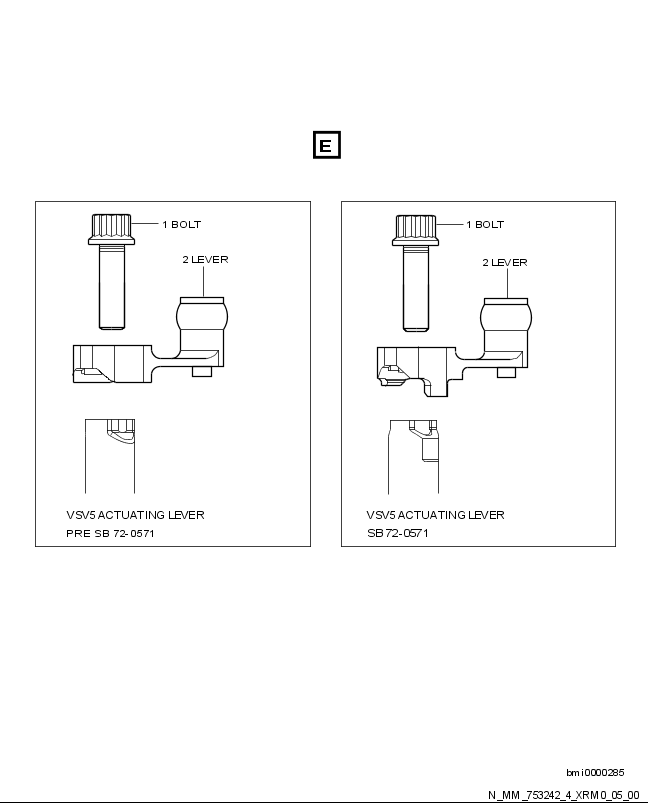 E
1 BOLT
2 LEVER
VSV5 ACTUATING LEVER
PRE SB 72-0571
1 BOLT
2 LEVER
VSV5 ACTUATING LEVER
SB 72-0571
bmi0000285
N_MM_753242_4_XRM0_05_00